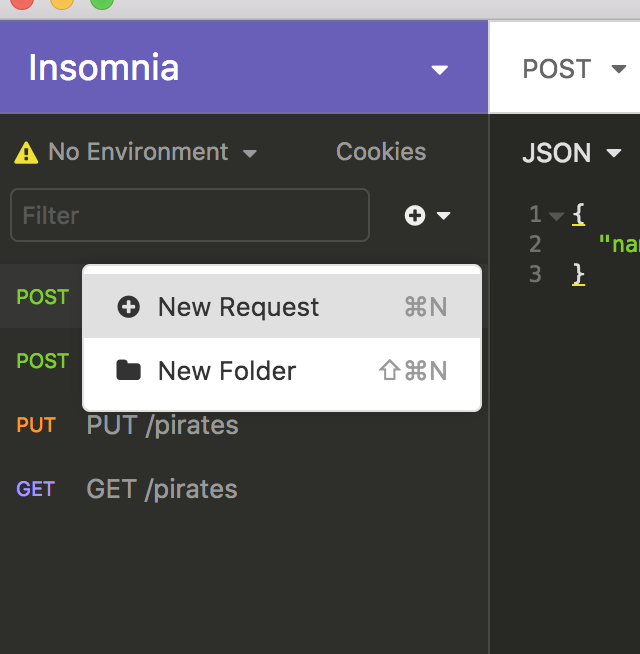 Insomnia
POST
No Environment
Cookies
JSON
Filter
1 {
2 "na
3 }
POST
New Request ⌘N
POST
New Folder ⇧⌘N
PUT PUT /pirates
GET GET /pirates